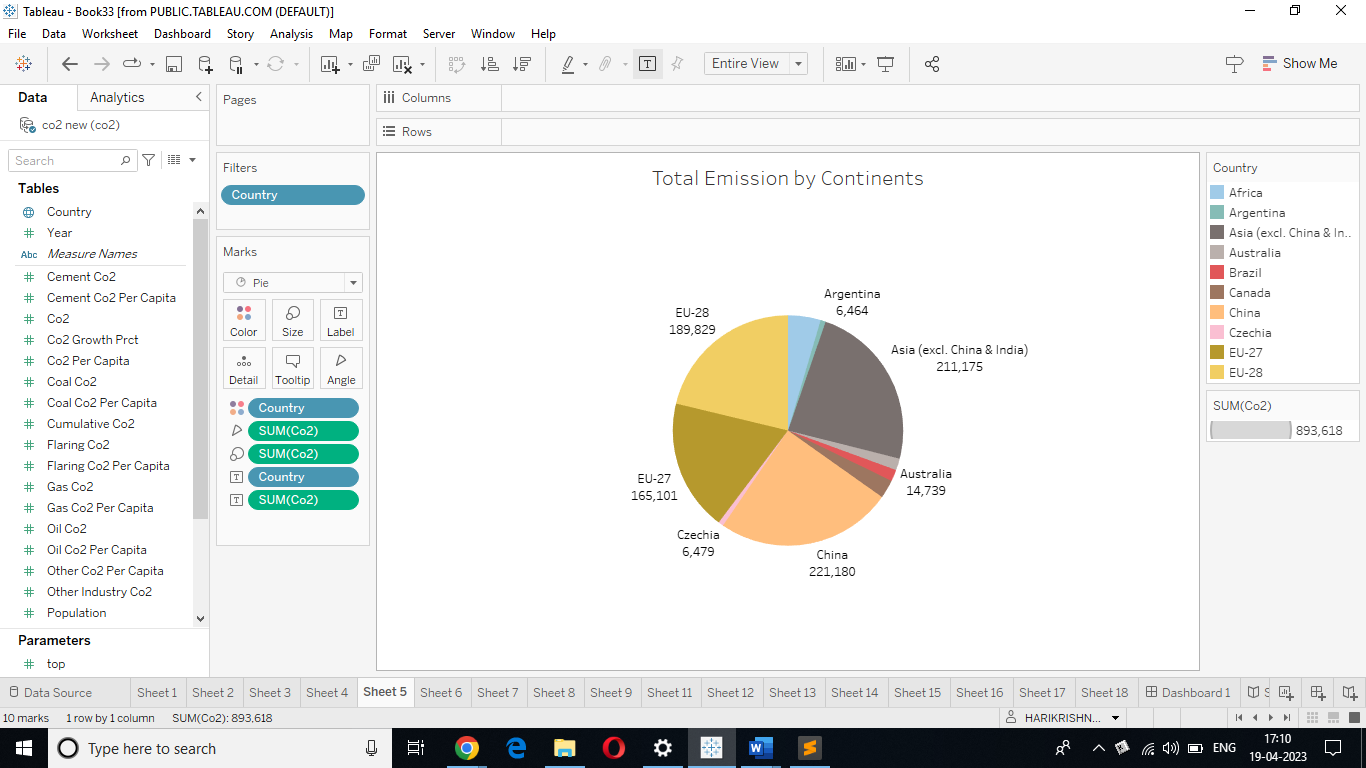 Tableau - Book33 [from PUBLIC.TABLEAU.COM (DEFAULT)]
File Data Worksheet Dashboard Story Analysis Map Format Server Window Help
Entire View
Show Me
Data Analytics
co2 new (co2)
Search
Tables
Country
Year
Abc Measure Names
Cement Co2
Cement Co2 Per Capita
Co2
Co2 Growth Prct
Co2 Per Capita
Coal Co2
Coal Co2 Per Capita
Cumulative Co2
Flaring Co2
Flaring Co2 Per Capita
Gas Co2
Gas Co2 Per Capita
Oil Co2
Oil Co2 Per Capita
Other Co2 Per Capita
Other Industry Co2
Population
Parameters
top
Pages
Filters
Country
Marks
Pie
Color Size Label
Detail Tooltip Angle
Country
SUM(Co2)
SUM(Co2)
Country
SUM(Co2)
Columns
Rows
Total Emission by Continents
Argentina
6,464
EU-28
189,829
Asia (excl. China & India)
211,175
Australia
14,739
EU-27
165,101
Czechia
6,479
China
221,180
Country
Africa
Argentina
Asia (excl. China & In..
Australia
Brazil
Canada
China
Czechia
EU-27
EU-28
SUM(Co2)
893,618
Data Source Sheet 1 Sheet 2 Sheet 3 Sheet 4 Sheet 5 Sheet 6 Sheet 7 Sheet 8 Sheet 9 Sheet 11 Sheet 12 Sheet 13 Sheet 14 Sheet 15 Sheet 16 Sheet 17 Sheet 18 Dashboard 1 S
10 marks 1 row by 1 column SUM(Co2): 893,618 HARIKRISHN...
Type here to search
ENG
17:10
19-04-2023